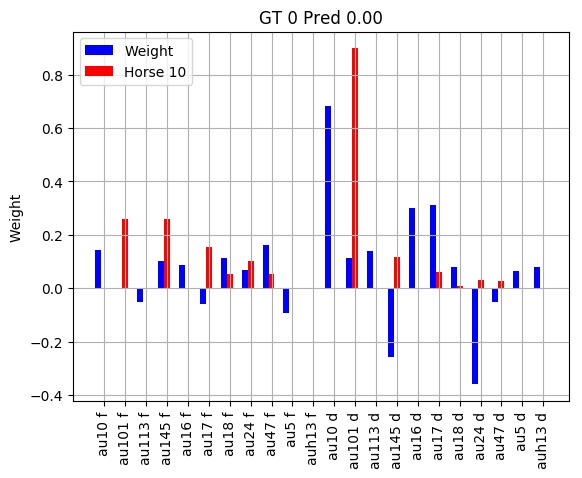 GT 0 Pred 0.00
Weight
Horse 10
Weight
0.8
0.6
0.4
0.2
0.0
−0.2
−0.4
au10 f
au101 f
au113 f
au145 f
au16 f
au17 f
au18 f
au24 f
au47 f
au5 f
auh13 f
au10 d
au101 d
au113 d
au145 d
au16 d
au17 d
au18 d
au24 d
au47 d
au5 d
auh13 d